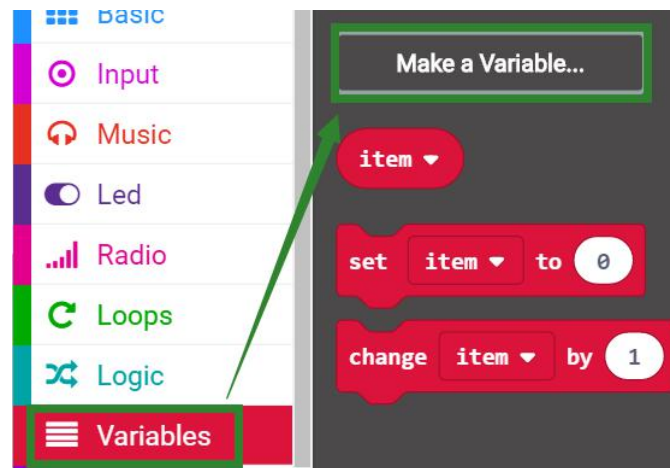 Basic
Input
Music
Led
Radio
Loops
Logic
Variables
Make a Variable...
item
set item to 0
change item by 1